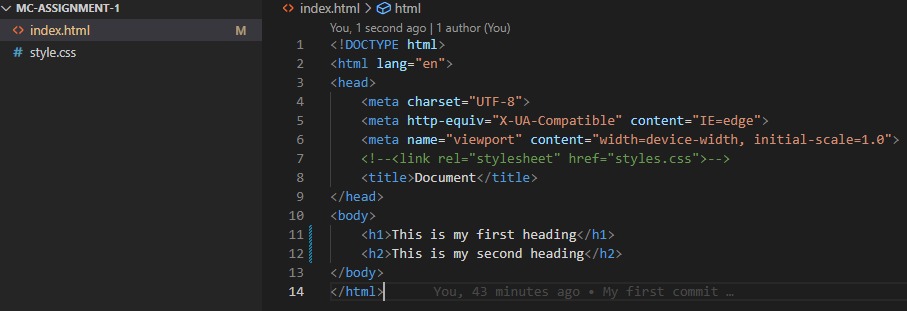 MC-ASSIGNMENT-1
index.html M
style.css
index.html > html
You, 1 second ago | 1 author (You)
1 <!DOCTYPE html>
2 <html lang="en">
3 <head>
4 <meta charset="UTF-8">
5 <meta http-equiv="X-UA-Compatible" content="IE=edge">
6 <meta name="viewport" content="width=device-width, initial-scale=1.0">
7 <!--<link rel="stylesheet" href="styles.css">-->
8 <title>Document</title>
9 </head>
10 <body>
11 <h1>This is my first heading</h1>
12 <h2>This is my second heading</h2>
13 </body>
14 </html> You, 43 minutes ago • My first commit …